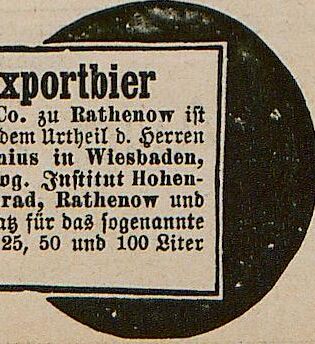 xportbier
Co. zu Rathenow ist
dem Urtheil d. Herren
nius in Wiesbaden,
og. Institut Hohen-
rad, Rathenow und
atz für das sogenannte
25, 50 und 100 Liter